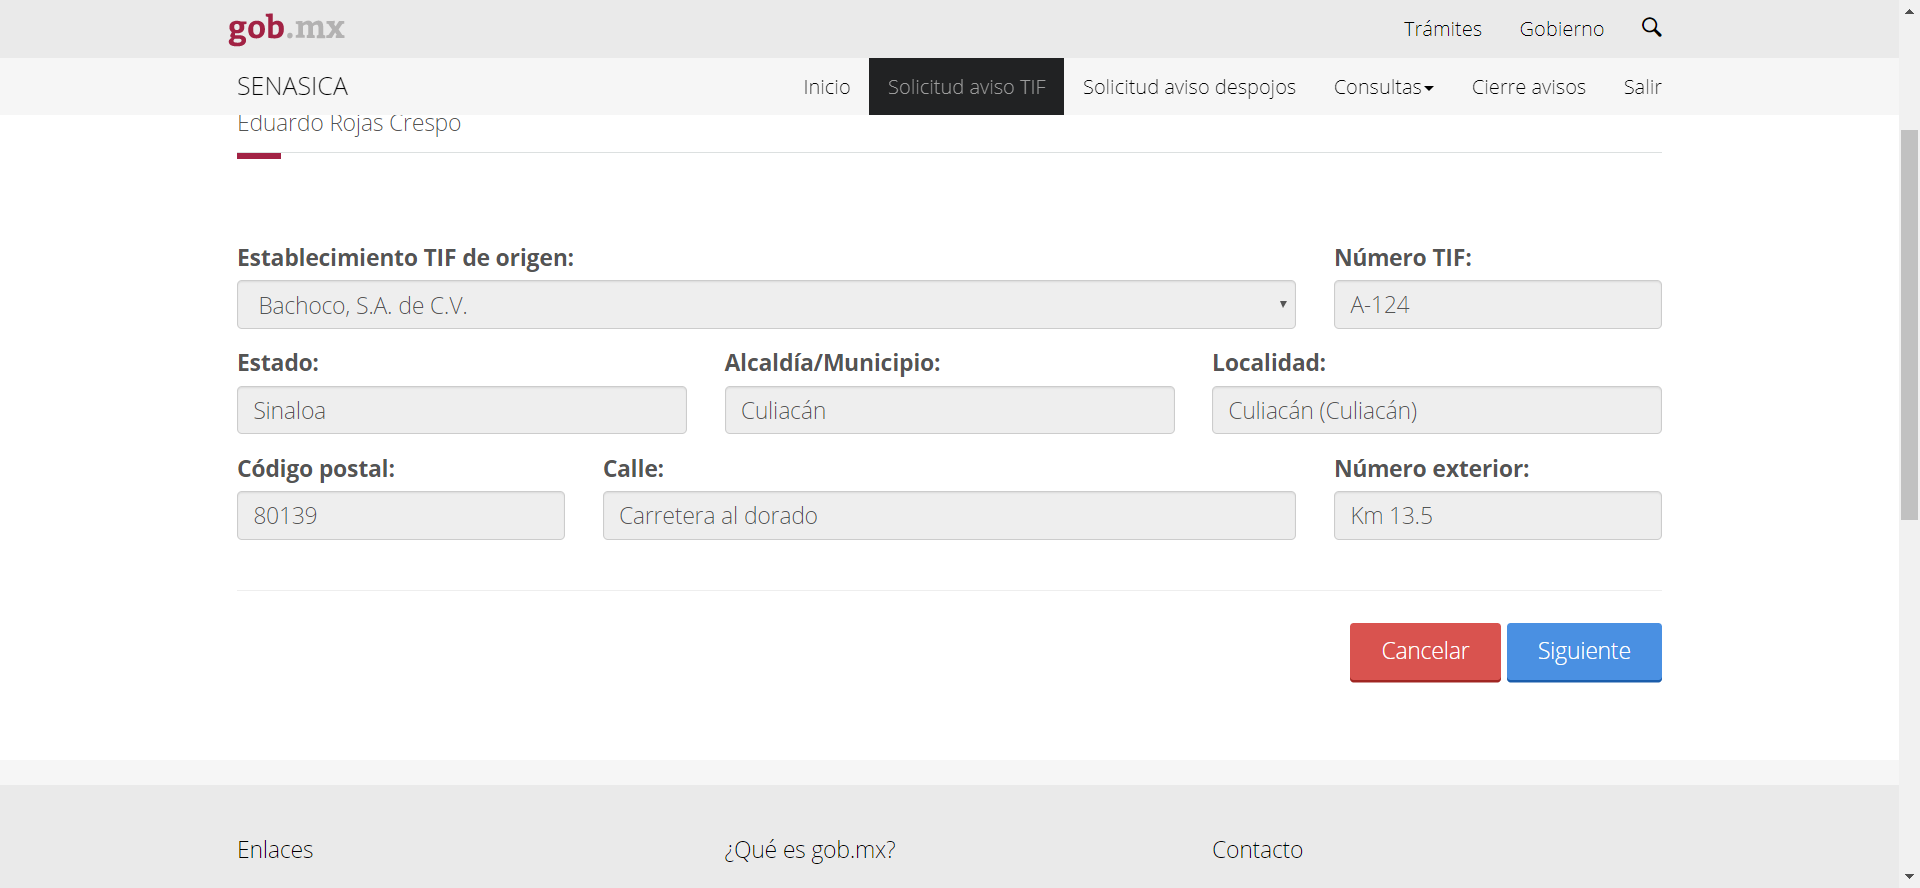 gob.mx
Trámites
Gobierno
SENASICA
Inicio
Solicitud aviso TIF
Solicitud aviso despojos
Consultas
Cierre avisos
Salir
Eduardo Rojas Crespo
Establecimiento TIF de origen:
Número TIF:
Bachoco, S.A. de C.V.
A-124
Estado:
Alcaldía/Municipio:
Localidad:
Sinaloa
Culiacán
Culiacán (Culiacán)
Código postal:
Calle:
Número exterior:
80139
Carretera al dorado
Km 13.5
Cancelar
Siguiente
Enlaces
¿Qué es gob.mx?
Contacto